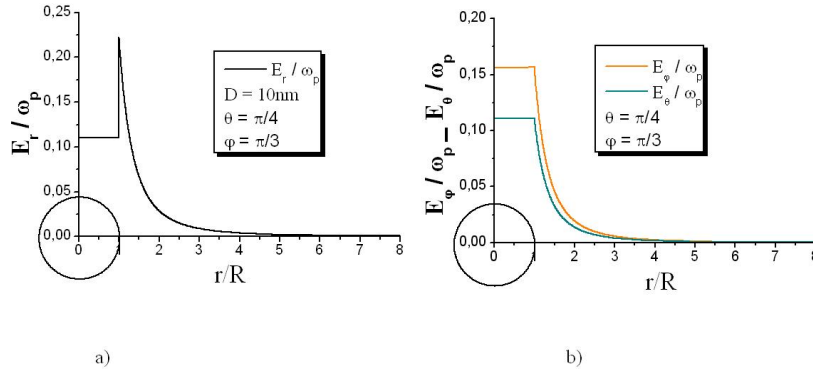 0,25
0,20
0,15
0,10
0,05
0,00
E_r / ω_p
E_r / ω_p
D = 10nm
θ = π/4
φ = π/3
0 1 2 3 4 5 6 7 8
r/R
a)
0,20
0,15
0,10
0,05
0,00
E_φ / ω_p _ E_θ / ω_p
E_φ / ω_p
E_θ / ω_p
θ = π/4
φ = π/3
0 1 2 3 4 5 6 7 8
r/R
b)